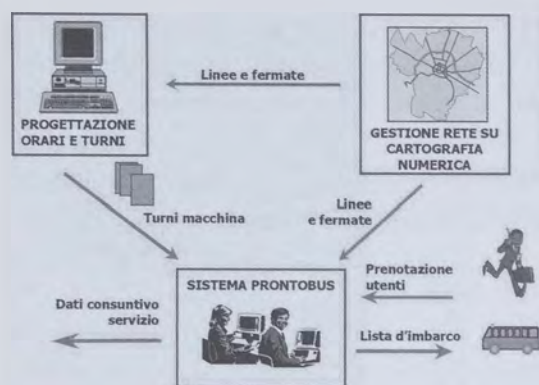 Linee e fermate
PROGETTAZIONE
ORARI E TURNI
GESTIONE RETE SU
CARTOGRAFIA
NUMERICA
Turni macchina
Linee
e fermate
SISTEMA PRONTOBUS
Prenotazione
utenti
Dati consuntivo
servizio
Lista d'imbarco